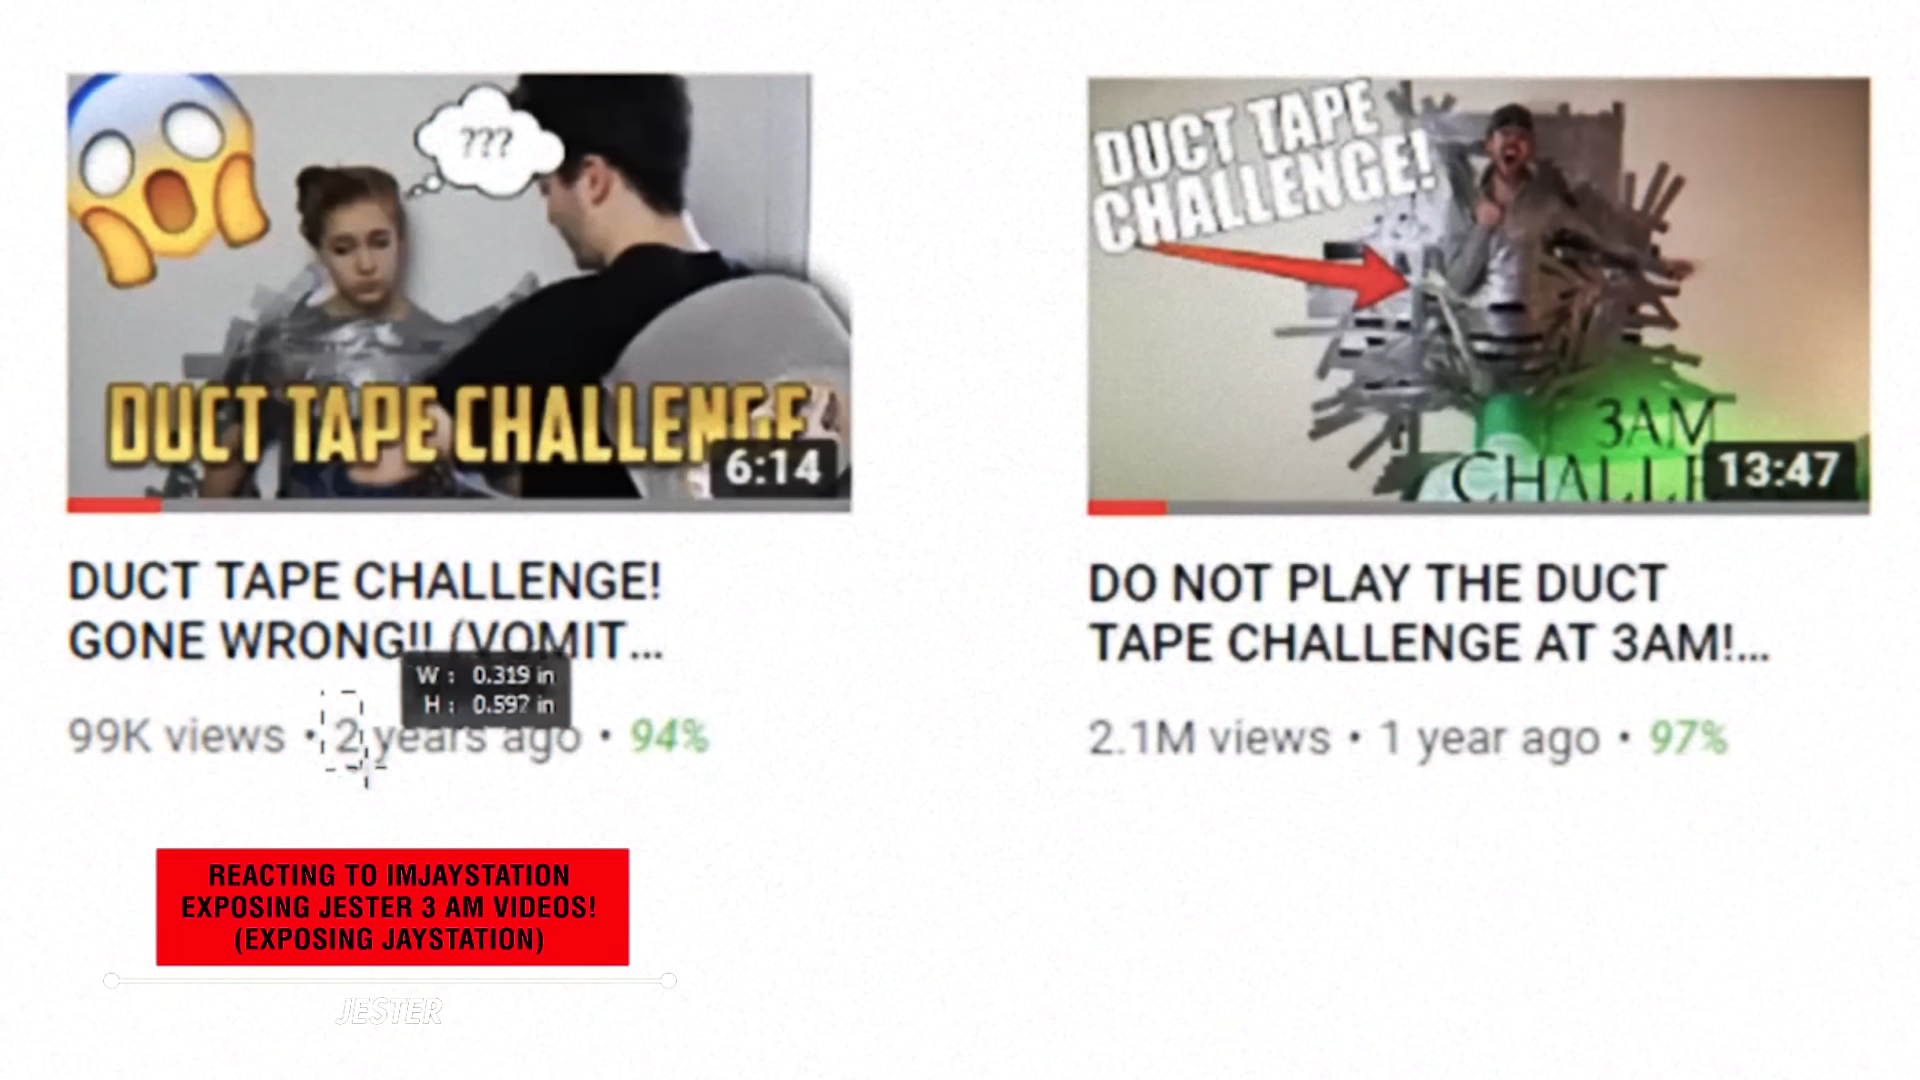 ???
DUCT TAPE CHALLENGE
6:14
DUCT TAPE CHALLENGE!
GONE WRONG!! (VOMIT...
W : 0.319 in
H : 0.597 in
99K views • 2 years ago • 94%
DUCT TAPE
CHALLENGE!
3AM
CHALLE
13:47
DO NOT PLAY THE DUCT
TAPE CHALLENGE AT 3AM!...
2.1M views • 1 year ago • 97%
REACTING TO IMJAYSTATION
EXPOSING JESTER 3 AM VIDEOS!
(EXPOSING JAYSTATION)
JESTER